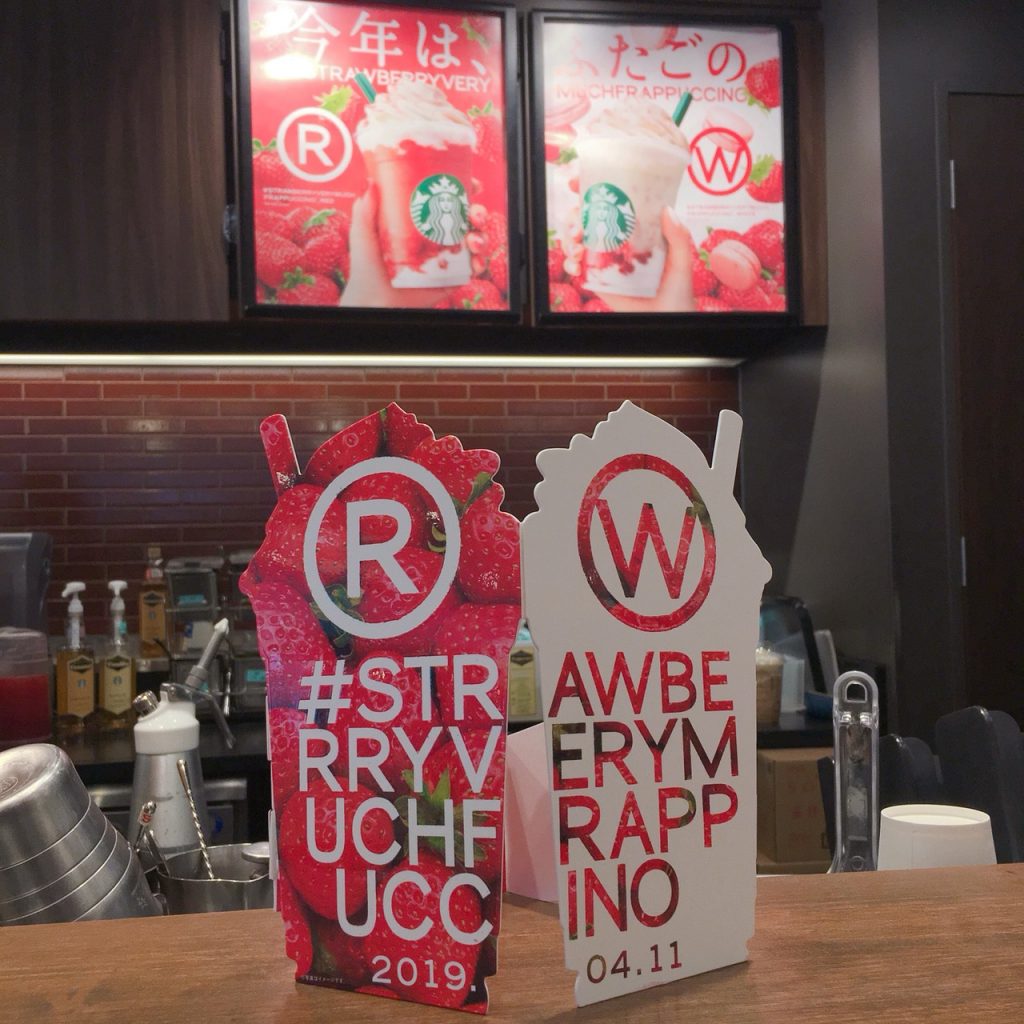 今年は、
#STRAWBERRYVERY
R
ふたごの
MUCHFRAPPUCCINO
W
R
#STR
RRYV
UCHF
UCC
2019.
W
AWBE
ERYM
RAPP
INO
04.11